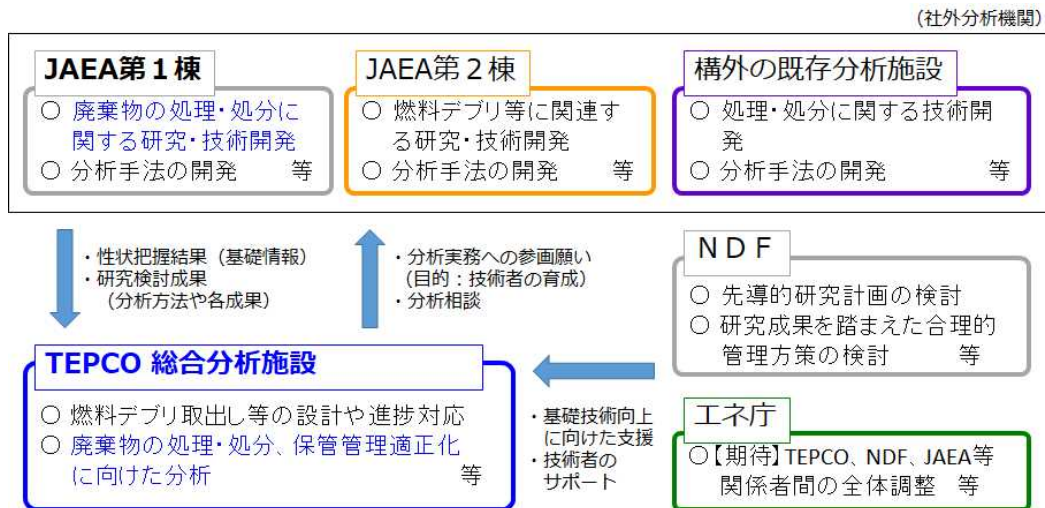 （社外分析機関）
JAEA第１棟
○ 廃棄物の処理・処分に
関する研究・技術開発
○ 分析手法の開発 等
JAEA第２棟
○ 燃料デブリ等に関連す
る研究・技術開発
○ 分析手法の開発 等
構外の既存分析施設
○ 処理・処分に関する技術開
発
○ 分析手法の開発 等
・性状把握結果（基礎情報）
・研究検討成果
（分析方法や各成果）
・分析実務への参画願い
（目的：技術者の育成）
・分析相談
ＮＤＦ
○ 先導的研究計画の検討
○ 研究成果を踏まえた合理的
管理方策の検討 等
TEPCO 総合分析施設
○ 燃料デブリ取出し等の設計や進捗対応
○ 廃棄物の処理・処分、保管管理適正化
に向けた分析 等
・基礎技術向上
に向けた支援
・技術者の
サポート
エネ庁
○【期待】TEPCO、NDF、JAEA等
関係者間の全体調整 等